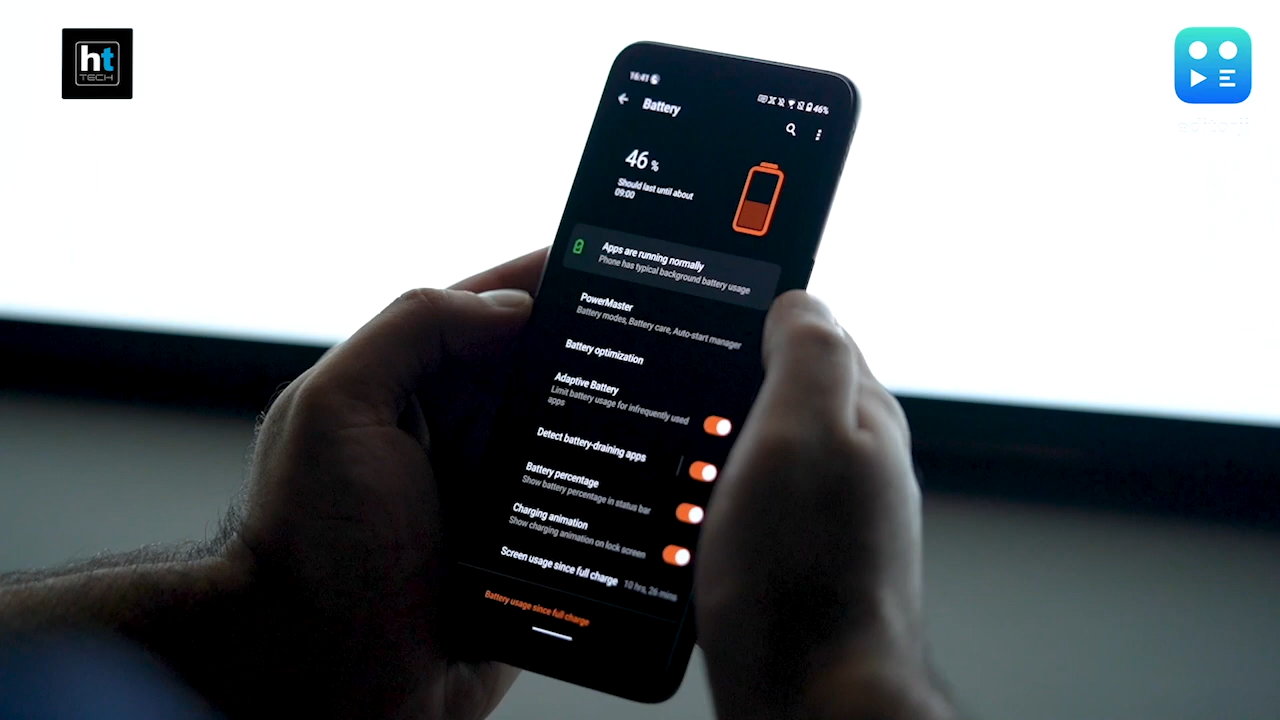 ht
TECH
editorji
16:41
46%
Battery
46 %
Should last until about
09:00
Apps are running normally
Phone has typical background battery usage
PowerMaster
Battery modes, Battery care, Auto-start manager
Battery optimization
Adaptive Battery
Limit battery usage for infrequently used
apps
Detect battery-draining apps
Battery percentage
Show battery percentage in status bar
Charging animation
Show charging animation on lock screen
Screen usage since full charge 10 hrs, 26 mins
Battery usage since full charge